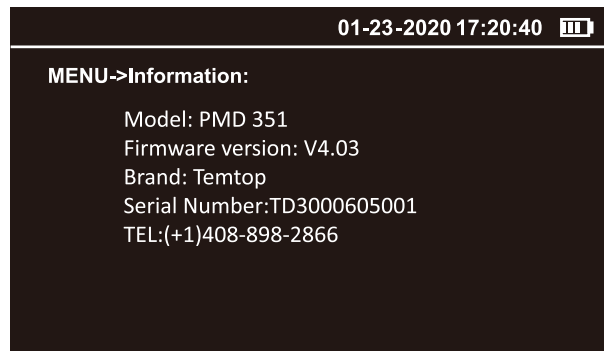 01-23-2020 17:20:40
MENU->Information:
Model: PMD 351
Firmware version: V4.03
Brand: Temtop
Serial Number:TD3000605001
TEL:(+1)408-898-2866